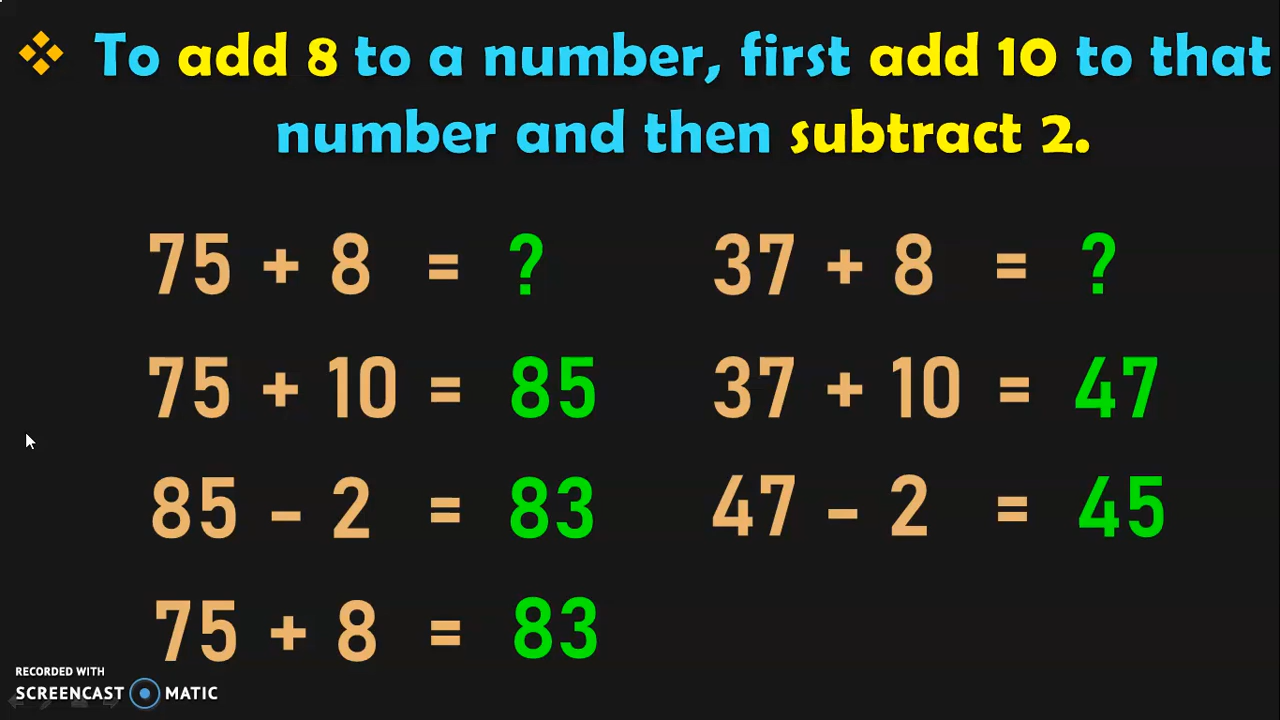 To add 8 to a number, first add 10 to that
number and then subtract 2.
75 + 8 = ?
75 + 10 = 85
85 - 2 = 83
75 + 8 = 83
37 + 8 = ?
37 + 10 = 47
47 - 2 = 45
RECORDED WITH
SCREENCAST MATIC